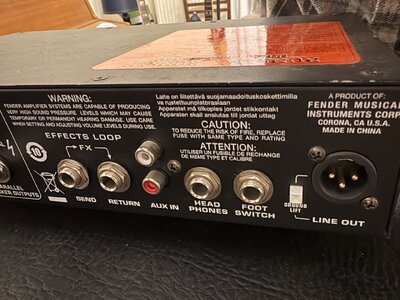 WARNING:
FENDER AMPLIFIER SYSTEMS ARE CAPABLE OF PRODUCING
VERY HIGH SOUND PRESSURE LEVELS WHICH MAY CAUSE
TEMPORARY OR PERMANENT HEARING DAMAGE. USE CARE
WHEN SETTING AND ADJUSTING VOLUME LEVELS DURING USE.
Laite on liitettävä suojamaadoituskoskettimilla
va rustettuunpistorasiaan
Apparatet må tilkoples jordet stikkontakt
Apparaten skall anslutas till jordat uttag
CAUTION:
TO REDUCE THE RISK OF FIRE, REPLACE
FUSE WITH SAME TYPE AND RATING
ATTENTION:
UTILISER UN FUSIBLE DE RECHANGE
DE MEME TYPE ET CALIBRE
A PRODUCT OF:
FENDER MUSICAL
INSTRUMENTS CORP.
CORONA, CA U.S.A.
MADE IN CHINA
EFFECTS LOOP
FX
10
SEND
RETURN
AUX IN
HEAD
PHONES
FOOT
SWITCH
GROUND
LIFT
LINE OUT